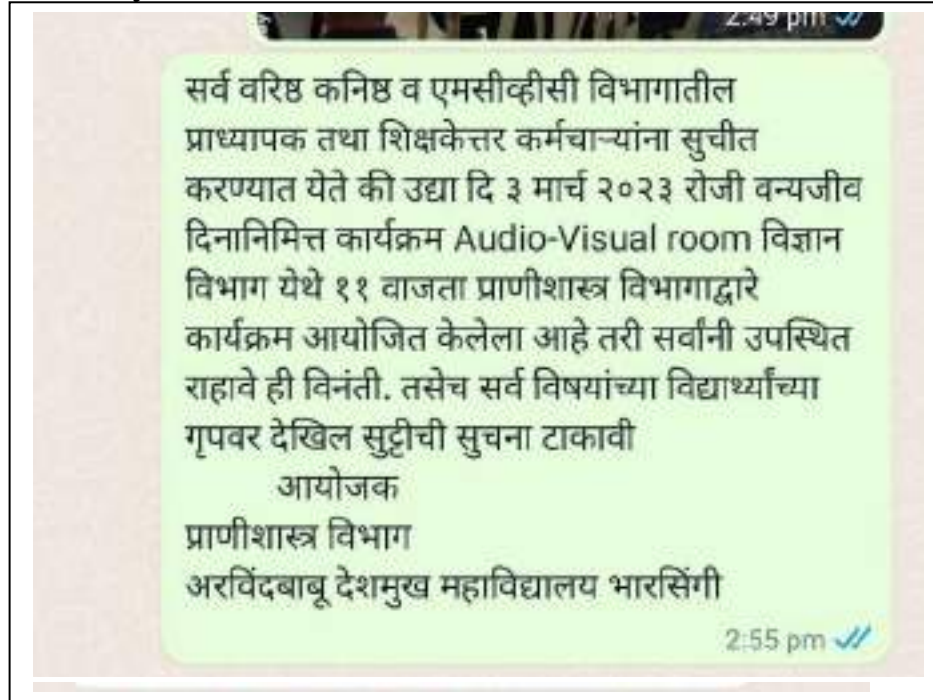 2:49 pm
सर्व वरिष्ठ कनिष्ठ व एमसीव्हीसी विभागातील
प्राध्यापक तथा शिक्षकेत्तर कर्मचाऱ्यांना सुचीत
करण्यात येते की उद्या दि ३ मार्च २०२३ रोजी वन्यजीव
दिनानिमित्त कार्यक्रम Audio-Visual room विज्ञान
विभाग येथे ११ वाजता प्राणीशास्त्र विभागाद्वारे
कार्यक्रम आयोजित केलेला आहे तरी सर्वांनी उपस्थित
राहावे ही विनंती. तसेच सर्व विषयांच्या विद्यार्थ्यांच्या
गृपवर देखिल सुट्टीची सुचना टाकावी
आयोजक
प्राणीशास्त्र विभाग
अरविंदबाबू देशमुख महाविद्यालय भारसिंगी
2:55 pm